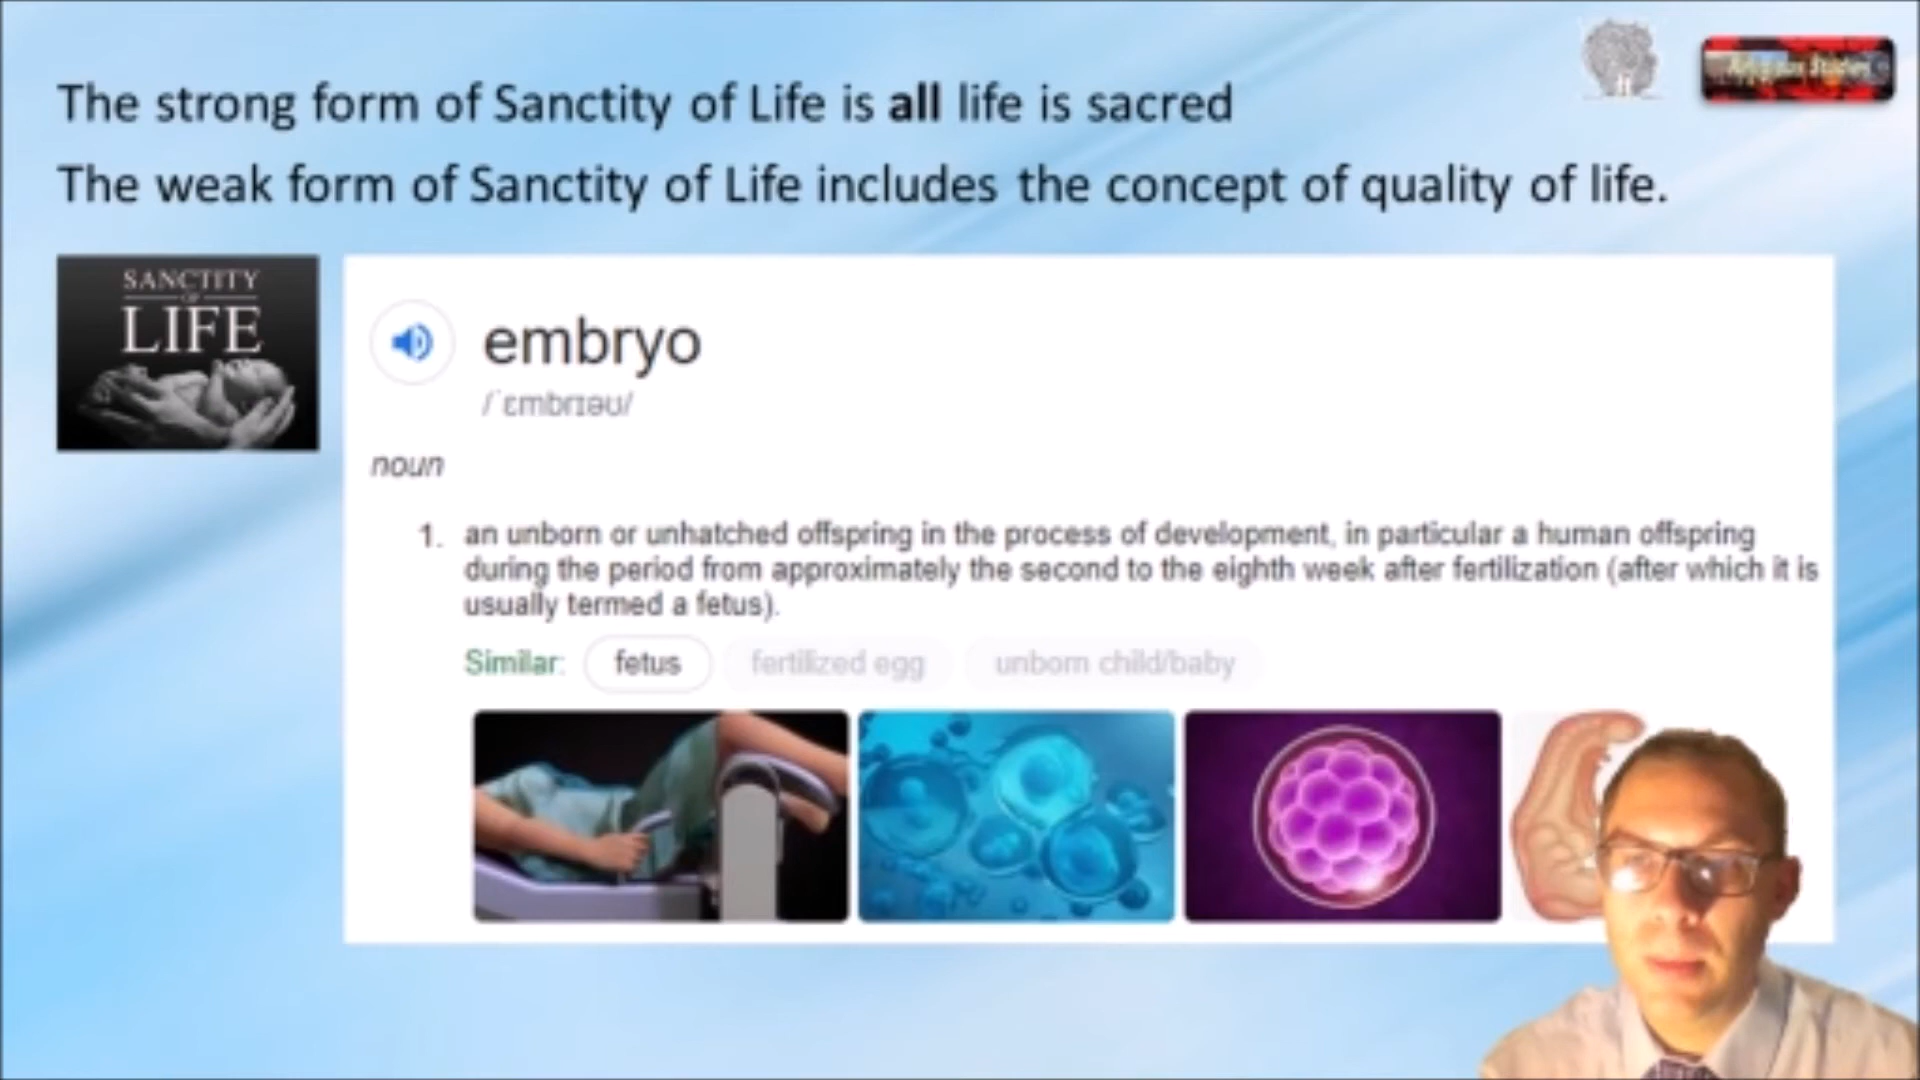 The strong form of Sanctity of Life is all life is sacred
The weak form of Sanctity of Life includes the concept of quality of life.
Religious Studies
SANCTITY
OF
LIFE
embryo
/ˈɛmbrɪəʊ/
noun
1. an unborn or unhatched offspring in the process of development, in particular a human offspring
during the period from approximately the second to the eighth week after fertilization (after which it is
usually termed a fetus).
Similar: fetus fertilized egg unborn child/baby